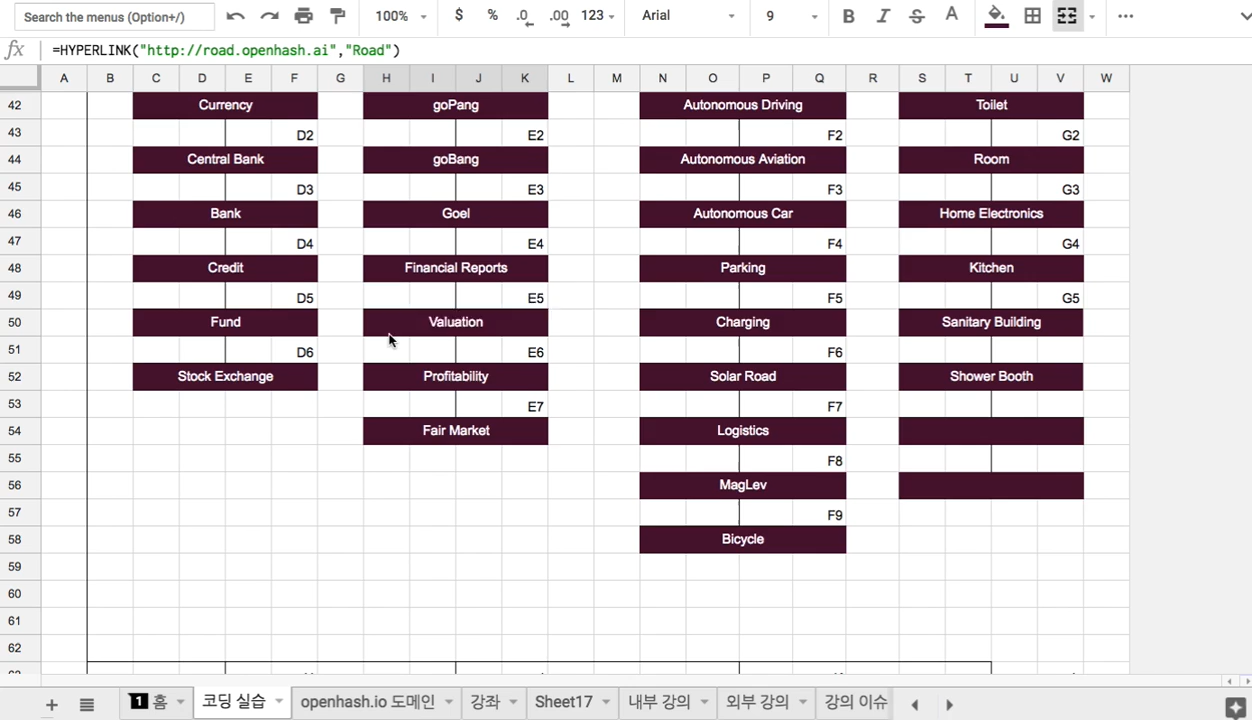 Search the menus (Option+/) 100% $ % .0 .00 123 Arial 9 B I S A
fx =HYPERLINK("http://road.openhash.ai","Road")
A B C D E F G H I J K L M N O P Q R S T U V W
42 Currency goPang Autonomous Driving Toilet
43 D2 E2 F2 G2
44 Central Bank goBang Autonomous Aviation Room
45 D3 E3 F3 G3
46 Bank Goel Autonomous Car Home Electronics
47 D4 E4 F4 G4
48 Credit Financial Reports Parking Kitchen
49 D5 E5 F5 G5
50 Fund Valuation Charging Sanitary Building
51 D6 E6 F6
52 Stock Exchange Profitability Solar Road Shower Booth
53 E7 F7
54 Fair Market Logistics
55 F8
56 MagLev
57 F9
58 Bicycle
59
60
61
62
1 홈 코딩 실습 openhash.io 도메인 강좌 Sheet17 내부 강의 외부 강의 강의 이슈